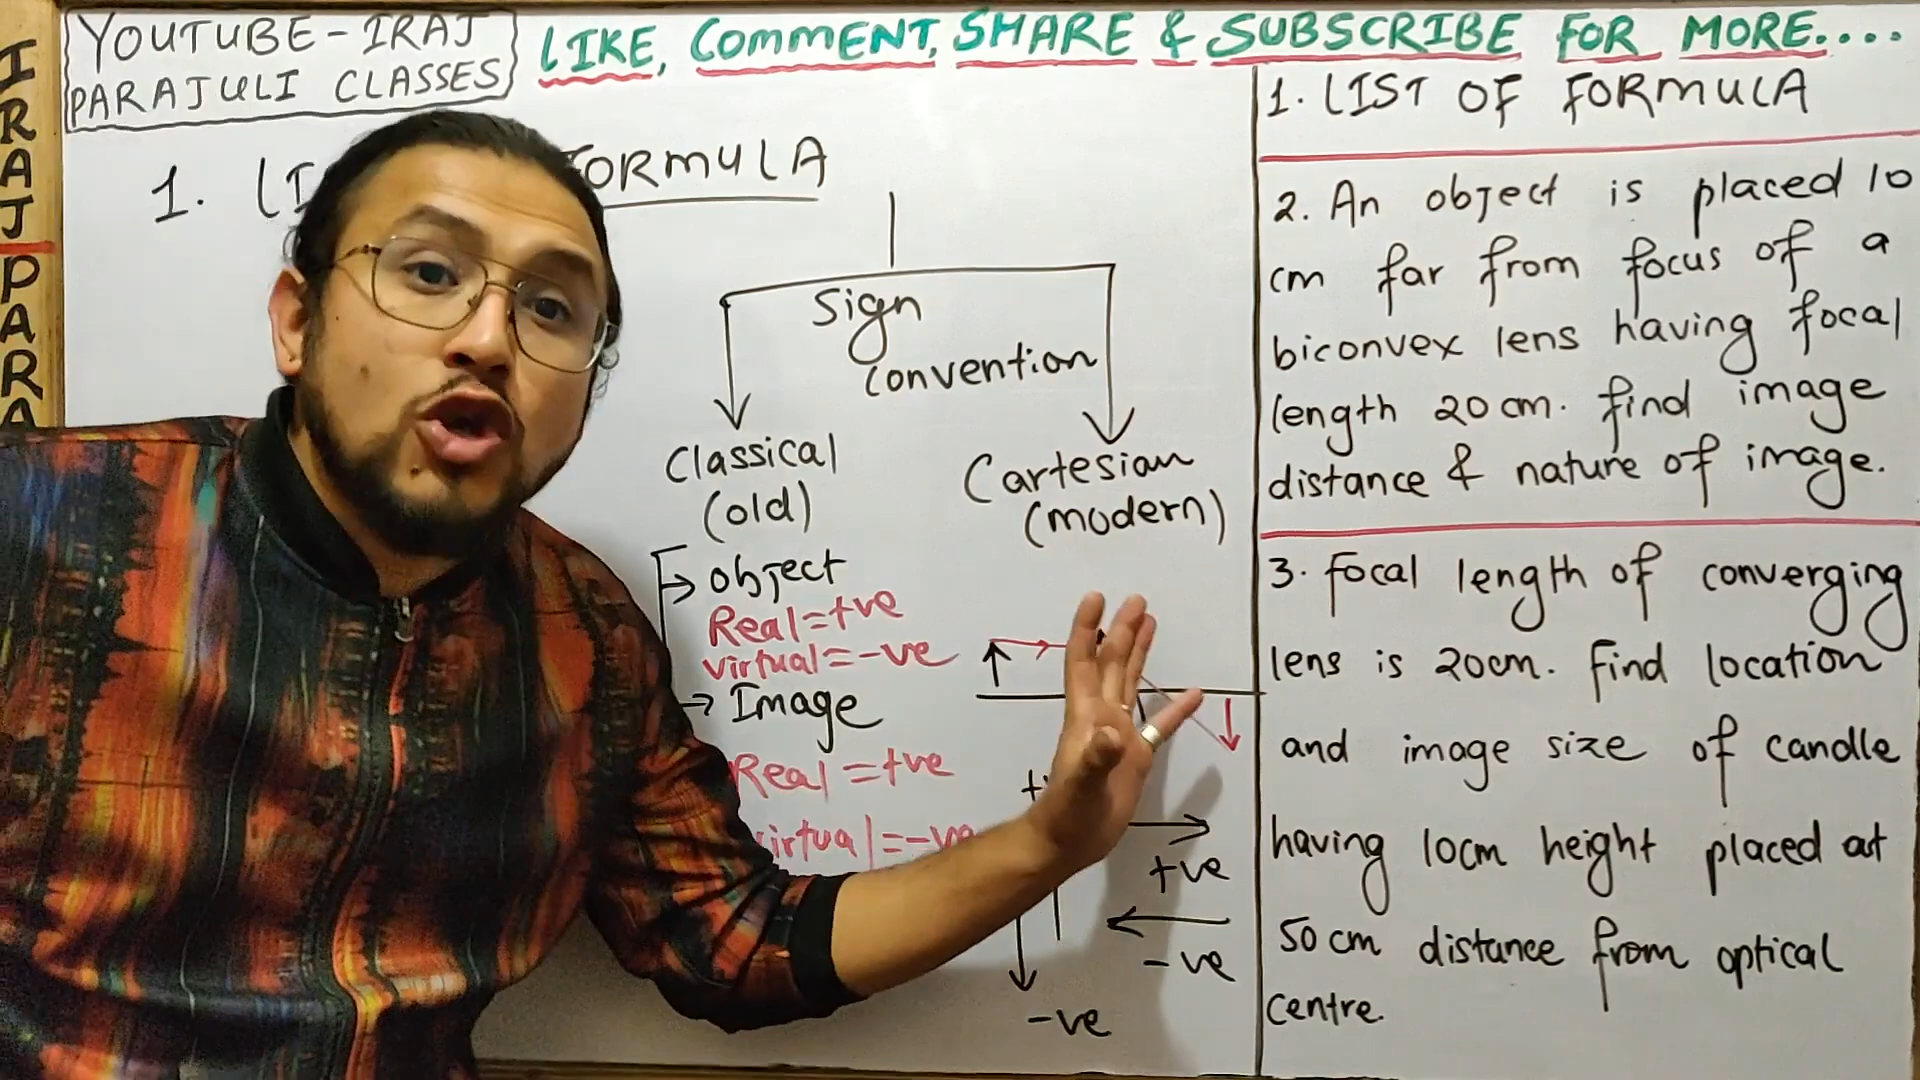 IRAJ PARA
YOUTUBE - IRAJ
PARAJULI CLASSES
LIKE, COMMENT, SHARE & SUBSCRIBE FOR MORE....
1. LI FORMULA
Sign
Convention
Classical
(old)
→ object
Real = +ve
virtual = -ve
→ Image
Real = +ve
virtual = -ve
Cartesian
(modern)
+ve
-ve
-ve
1. LIST OF FORMULA
2. An object is placed 10
cm far from focus of a
biconvex lens having focal
length 20 cm. find image
distance & nature of image.
3. Focal length of converging
lens is 20cm. Find location
and image size of candle
having 10cm height placed at
50 cm distance from optical
centre.